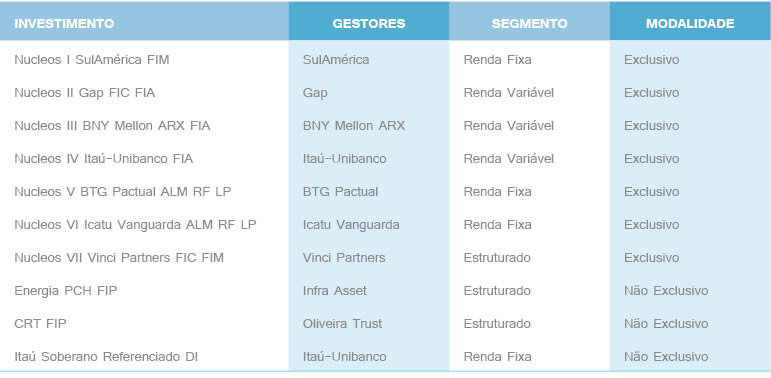 INVESTIMENTO GESTORES SEGMENTO MODALIDADE
Nucleos I SulAmérica FIM SulAmérica Renda Fixa Exclusivo
Nucleos II Gap FIC FIA Gap Renda Variável Exclusivo
Nucleos III BNY Mellon ARX FIA BNY Mellon ARX Renda Variável Exclusivo
Nucleos IV Itaú-Unibanco FIA Itaú-Unibanco Renda Variável Exclusivo
Nucleos V BTG Pactual ALM RF LP BTG Pactual Renda Fixa Exclusivo
Nucleos VI Icatu Vanguarda ALM RF LP Icatu Vanguarda Renda Fixa Exclusivo
Nucleos VII Vinci Partners FIC FIM Vinci Partners Estruturado Exclusivo
Energia PCH FIP Infra Asset Estruturado Não Exclusivo
CRT FIP Oliveira Trust Estruturado Não Exclusivo
Itaú Soberano Referenciado DI Itaú-Unibanco Renda Fixa Não Exclusivo